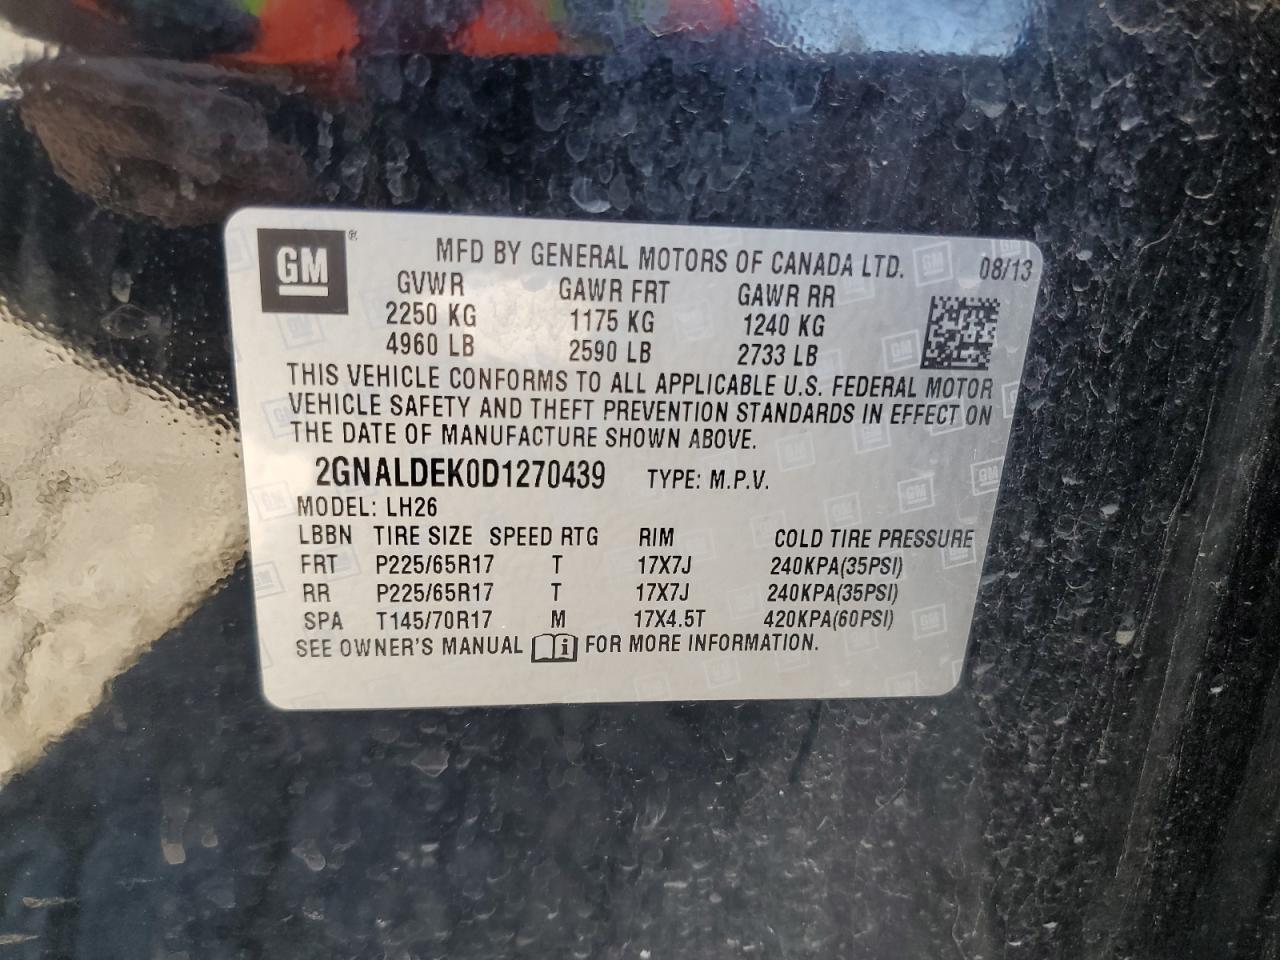 GM ®
MFD BY GENERAL MOTORS OF CANADA LTD. 08/13
GVWR GAWR FRT GAWR RR
2250 KG 1175 KG 1240 KG
4960 LB 2590 LB 2733 LB
THIS VEHICLE CONFORMS TO ALL APPLICABLE U.S. FEDERAL MOTOR
VEHICLE SAFETY AND THEFT PREVENTION STANDARDS IN EFFECT ON
THE DATE OF MANUFACTURE SHOWN ABOVE.
2GNALDEK0D1270439 TYPE: M.P.V.
MODEL: LH26
LBBN TIRE SIZE SPEED RTG RIM COLD TIRE PRESSURE
FRT P225/65R17 T 17X7J 240KPA(35PSI)
RR P225/65R17 T 17X7J 240KPA(35PSI)
SPA T145/70R17 M 17X4.5T 420KPA(60PSI)
SEE OWNER'S MANUAL i FOR MORE INFORMATION.